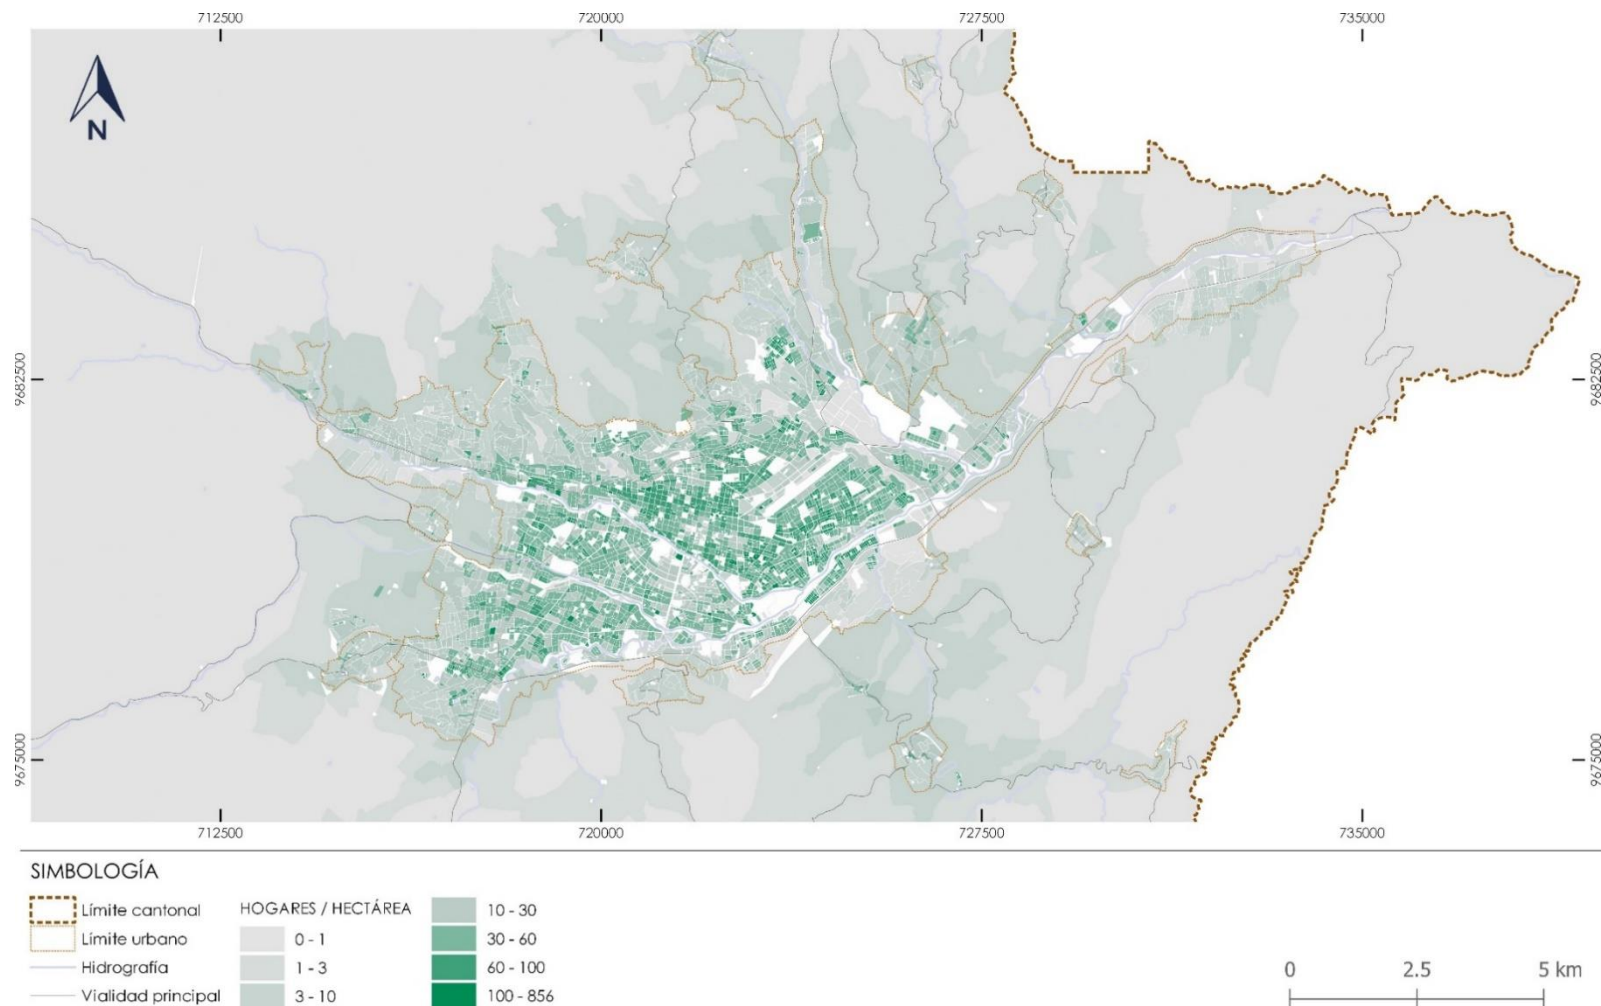 712500 720000 727500 735000
N
9682500 9682500
9675000 9675000
712500 720000 727500 735000
SIMBOLOGÍA
Límite cantonal
Límite urbano
Hidrografía
Vialidad principal
HOGARES / HECTÁREA
0 - 1
1 - 3
3 - 10
10 - 30
30 - 60
60 - 100
100 - 856
0 2.5 5 km